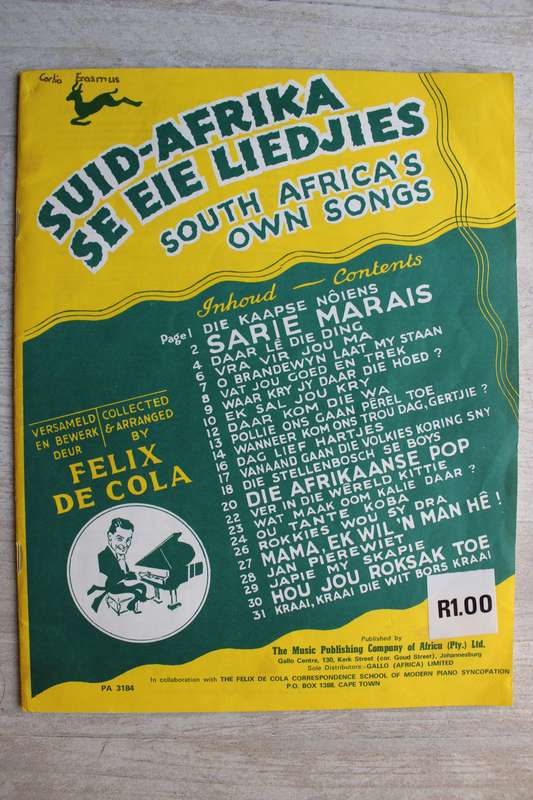 Carlia Erasmus
SUID-AFRIKA
SE EIE LIEDJIES
SOUTH AFRICA'S
OWN SONGS
Inhoud — Contents
Page 1 DIE KAAPSE NÔIENS
2 SARIE MARAIS
4 DAAR LÊ DIE DING
6 VRA VIR JOU MA
7 O BRANDEWYN LAAT MY STAAN
8 VAT JOU GOED EN TREK
9 WAAR KRY JY DAAR DIE HOED ?
10 EK SAL JOU KRY
12 DAAR KOM DIE WA
13 POLLIE ONS GAAN PÊREL TOE
14 WANNEER KOM ONS TROU DAG, GERTJIE ?
16 DAG LIEF HARTJES
17 VANAAND GAAN DIE VOLKIES KORING SNY
18 DIE STELLENBOSCH SE BOYS
20 DIE AFRIKAANSE POP
22 VER IN DIE WÊRELD KITTIE
23 WAT MAAK OOM KALIE DAAR ?
24 OU TANTE KOBA
26 ROKKIES WOU SY DRA
27 MAMA, EK WIL 'N MAN HÊ !
28 JAN PIEREWIET
29 JAPIE MY SKAPIE
30 HOU JOU ROKSAK TOE
31 KRAAI, KRAAI DIE WIT BORS KRAAI
VERSAMELD EN BEWERK DEUR
COLLECTED & ARRANGED BY
FELIX
DE COLA
R1.00
Published by
The Music Publishing Company of Africa (Pty.) Ltd.
Gallo Centre, 130, Kerk Street (cor. Goud Street), Johannesburg
Sole Distributors:-GALLO (AFRICA) LIMITED
PA 3184
In collaboration with THE FELIX DE COLA CORRESPONDENCE SCHOOL OF MODERN PIANO SYNCOPATION
P.O. BOX 1388, CAPE TOWN